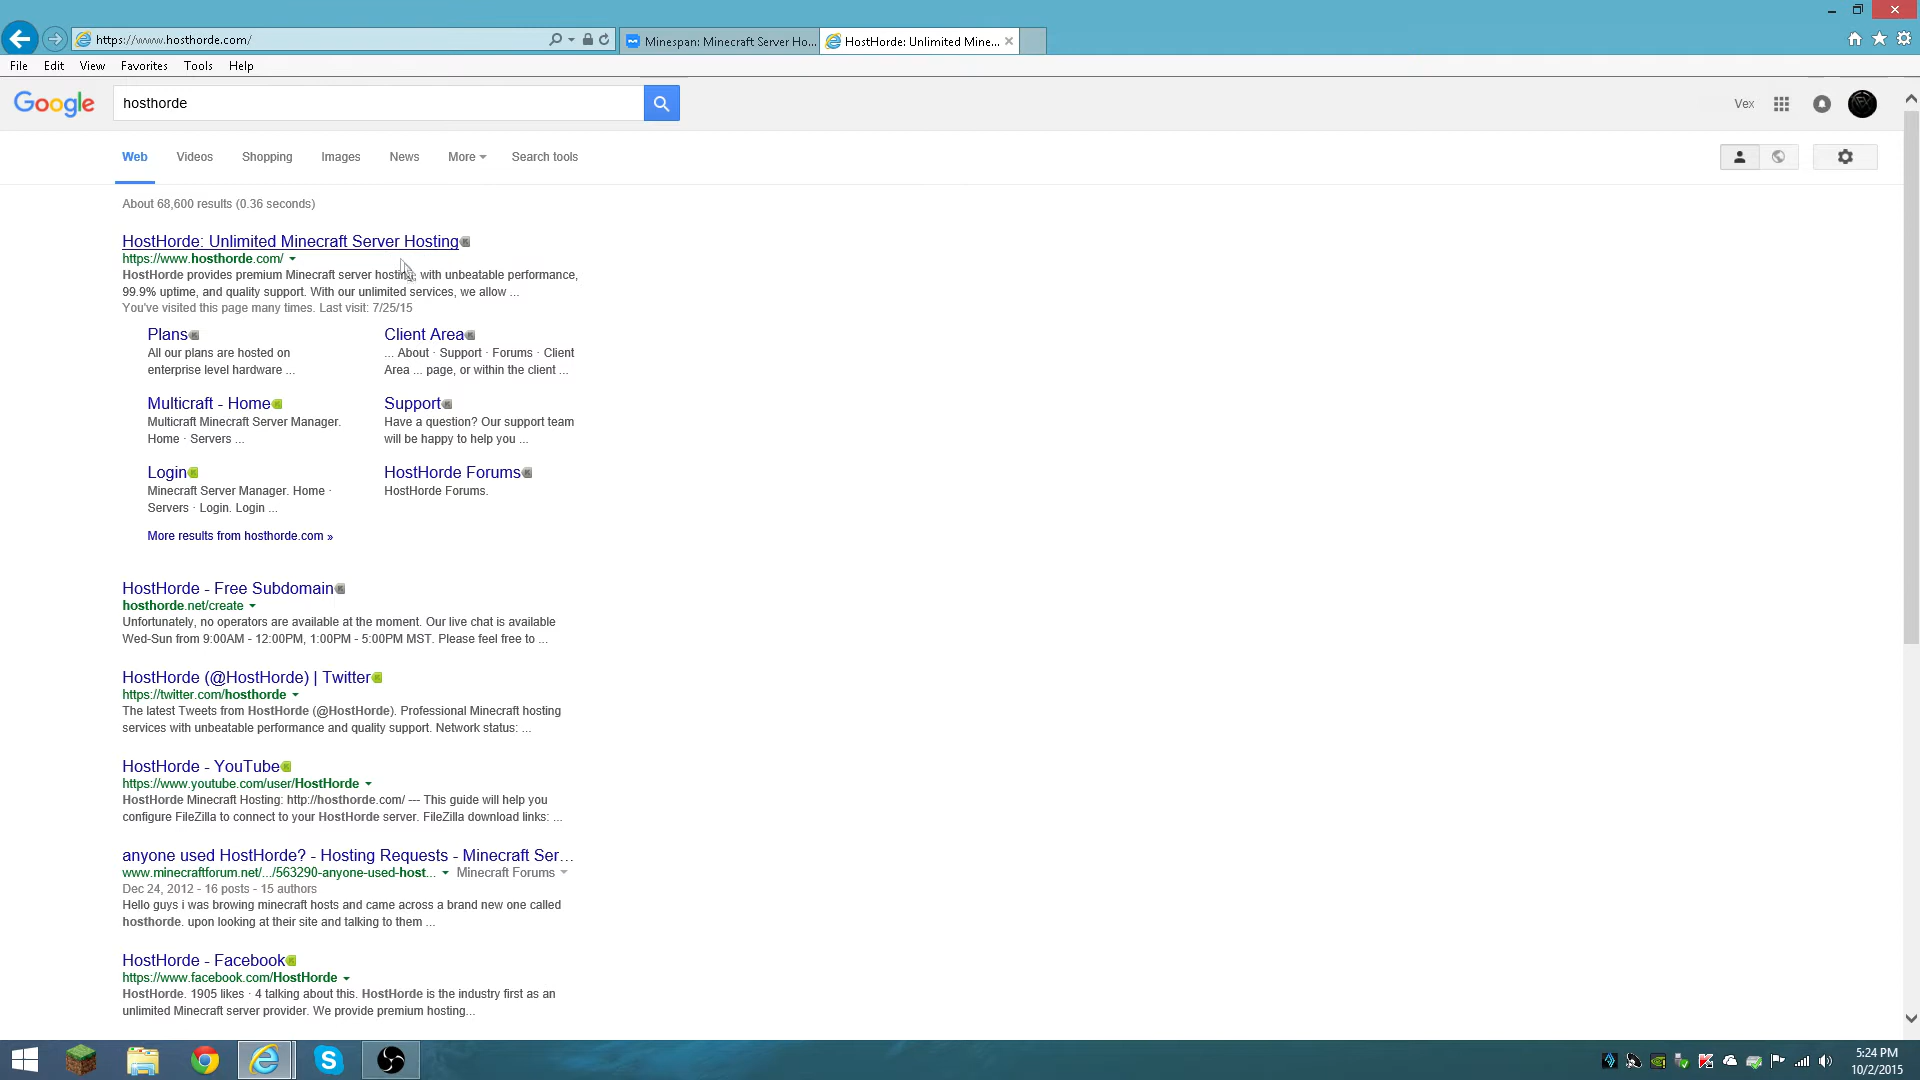 https://www.hosthorde.com/
Minespan: Minecraft Server Ho...
HostHorde: Unlimited Mine...
File Edit View Favorites Tools Help
Google
hosthorde
Vex
Web Videos Shopping Images News More Search tools
About 68,600 results (0.36 seconds)
HostHorde: Unlimited Minecraft Server Hosting
https://www.hosthorde.com/
HostHorde provides premium Minecraft server hosting, with unbeatable performance,
99.9% uptime, and quality support. With our unlimited services, we allow ...
You've visited this page many times. Last visit: 7/25/15
Plans
All our plans are hosted on
enterprise level hardware ...
Client Area
... About · Support · Forums · Client
Area ... page, or within the client ...
Multicraft - Home
Multicraft Minecraft Server Manager.
Home · Servers ...
Support
Have a question? Our support team
will be happy to help you ...
Login
Minecraft Server Manager. Home ·
Servers · Login. Login ...
HostHorde Forums
HostHorde Forums.
More results from hosthorde.com »
HostHorde - Free Subdomain
hosthorde.net/create
Unfortunately, no operators are available at the moment. Our live chat is available
Wed-Sun from 9:00AM - 12:00PM, 1:00PM - 5:00PM MST. Please feel free to ...
HostHorde (@HostHorde) | Twitter
https://twitter.com/hosthorde
The latest Tweets from HostHorde (@HostHorde). Professional Minecraft hosting
services with unbeatable performance and quality support. Network status: ...
HostHorde - YouTube
https://www.youtube.com/user/HostHorde
HostHorde Minecraft Hosting: http://hosthorde.com/ --- This guide will help you
configure FileZilla to connect to your HostHorde server. FileZilla download links: ...
anyone used HostHorde? - Hosting Requests - Minecraft Ser...
www.minecraftforum.net/.../563290-anyone-used-host... Minecraft Forums
Dec 24, 2012 - 16 posts - 15 authors
Hello guys i was browing minecraft hosts and came across a brand new one called
hosthorde. upon looking at their site and talking to them ...
HostHorde - Facebook
https://www.facebook.com/HostHorde
HostHorde. 1905 likes · 4 talking about this. HostHorde is the industry first as an
unlimited Minecraft server provider. We provide premium hosting...
5:24 PM
10/2/2015